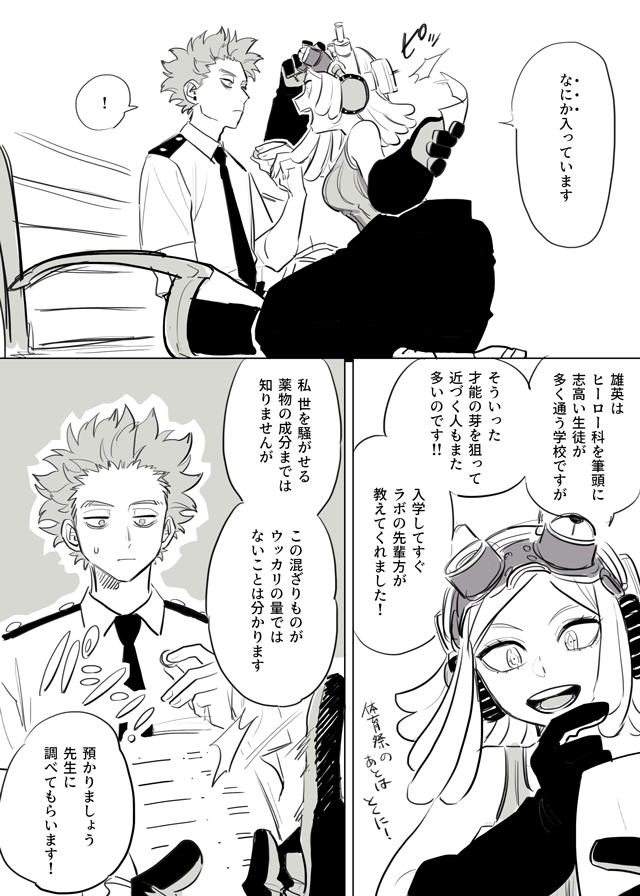 なにか入っています
ピロッ
！
雄英は
ヒーロー科を筆頭に
志高い生徒が
多く通う学校ですが
そういった
才能の芽を狙って
近づく人もまた
多いのです!!
入学してすぐ
ラボの先輩方が
教えてくれました！
体育祭の
あとは
とくに！
私 世を騒がせる
薬物の成分までは
知りませんが
この混ざりものが
ウッカリの量では
ないことは分かります
預かりましょう
先生に
調べてもらいます！